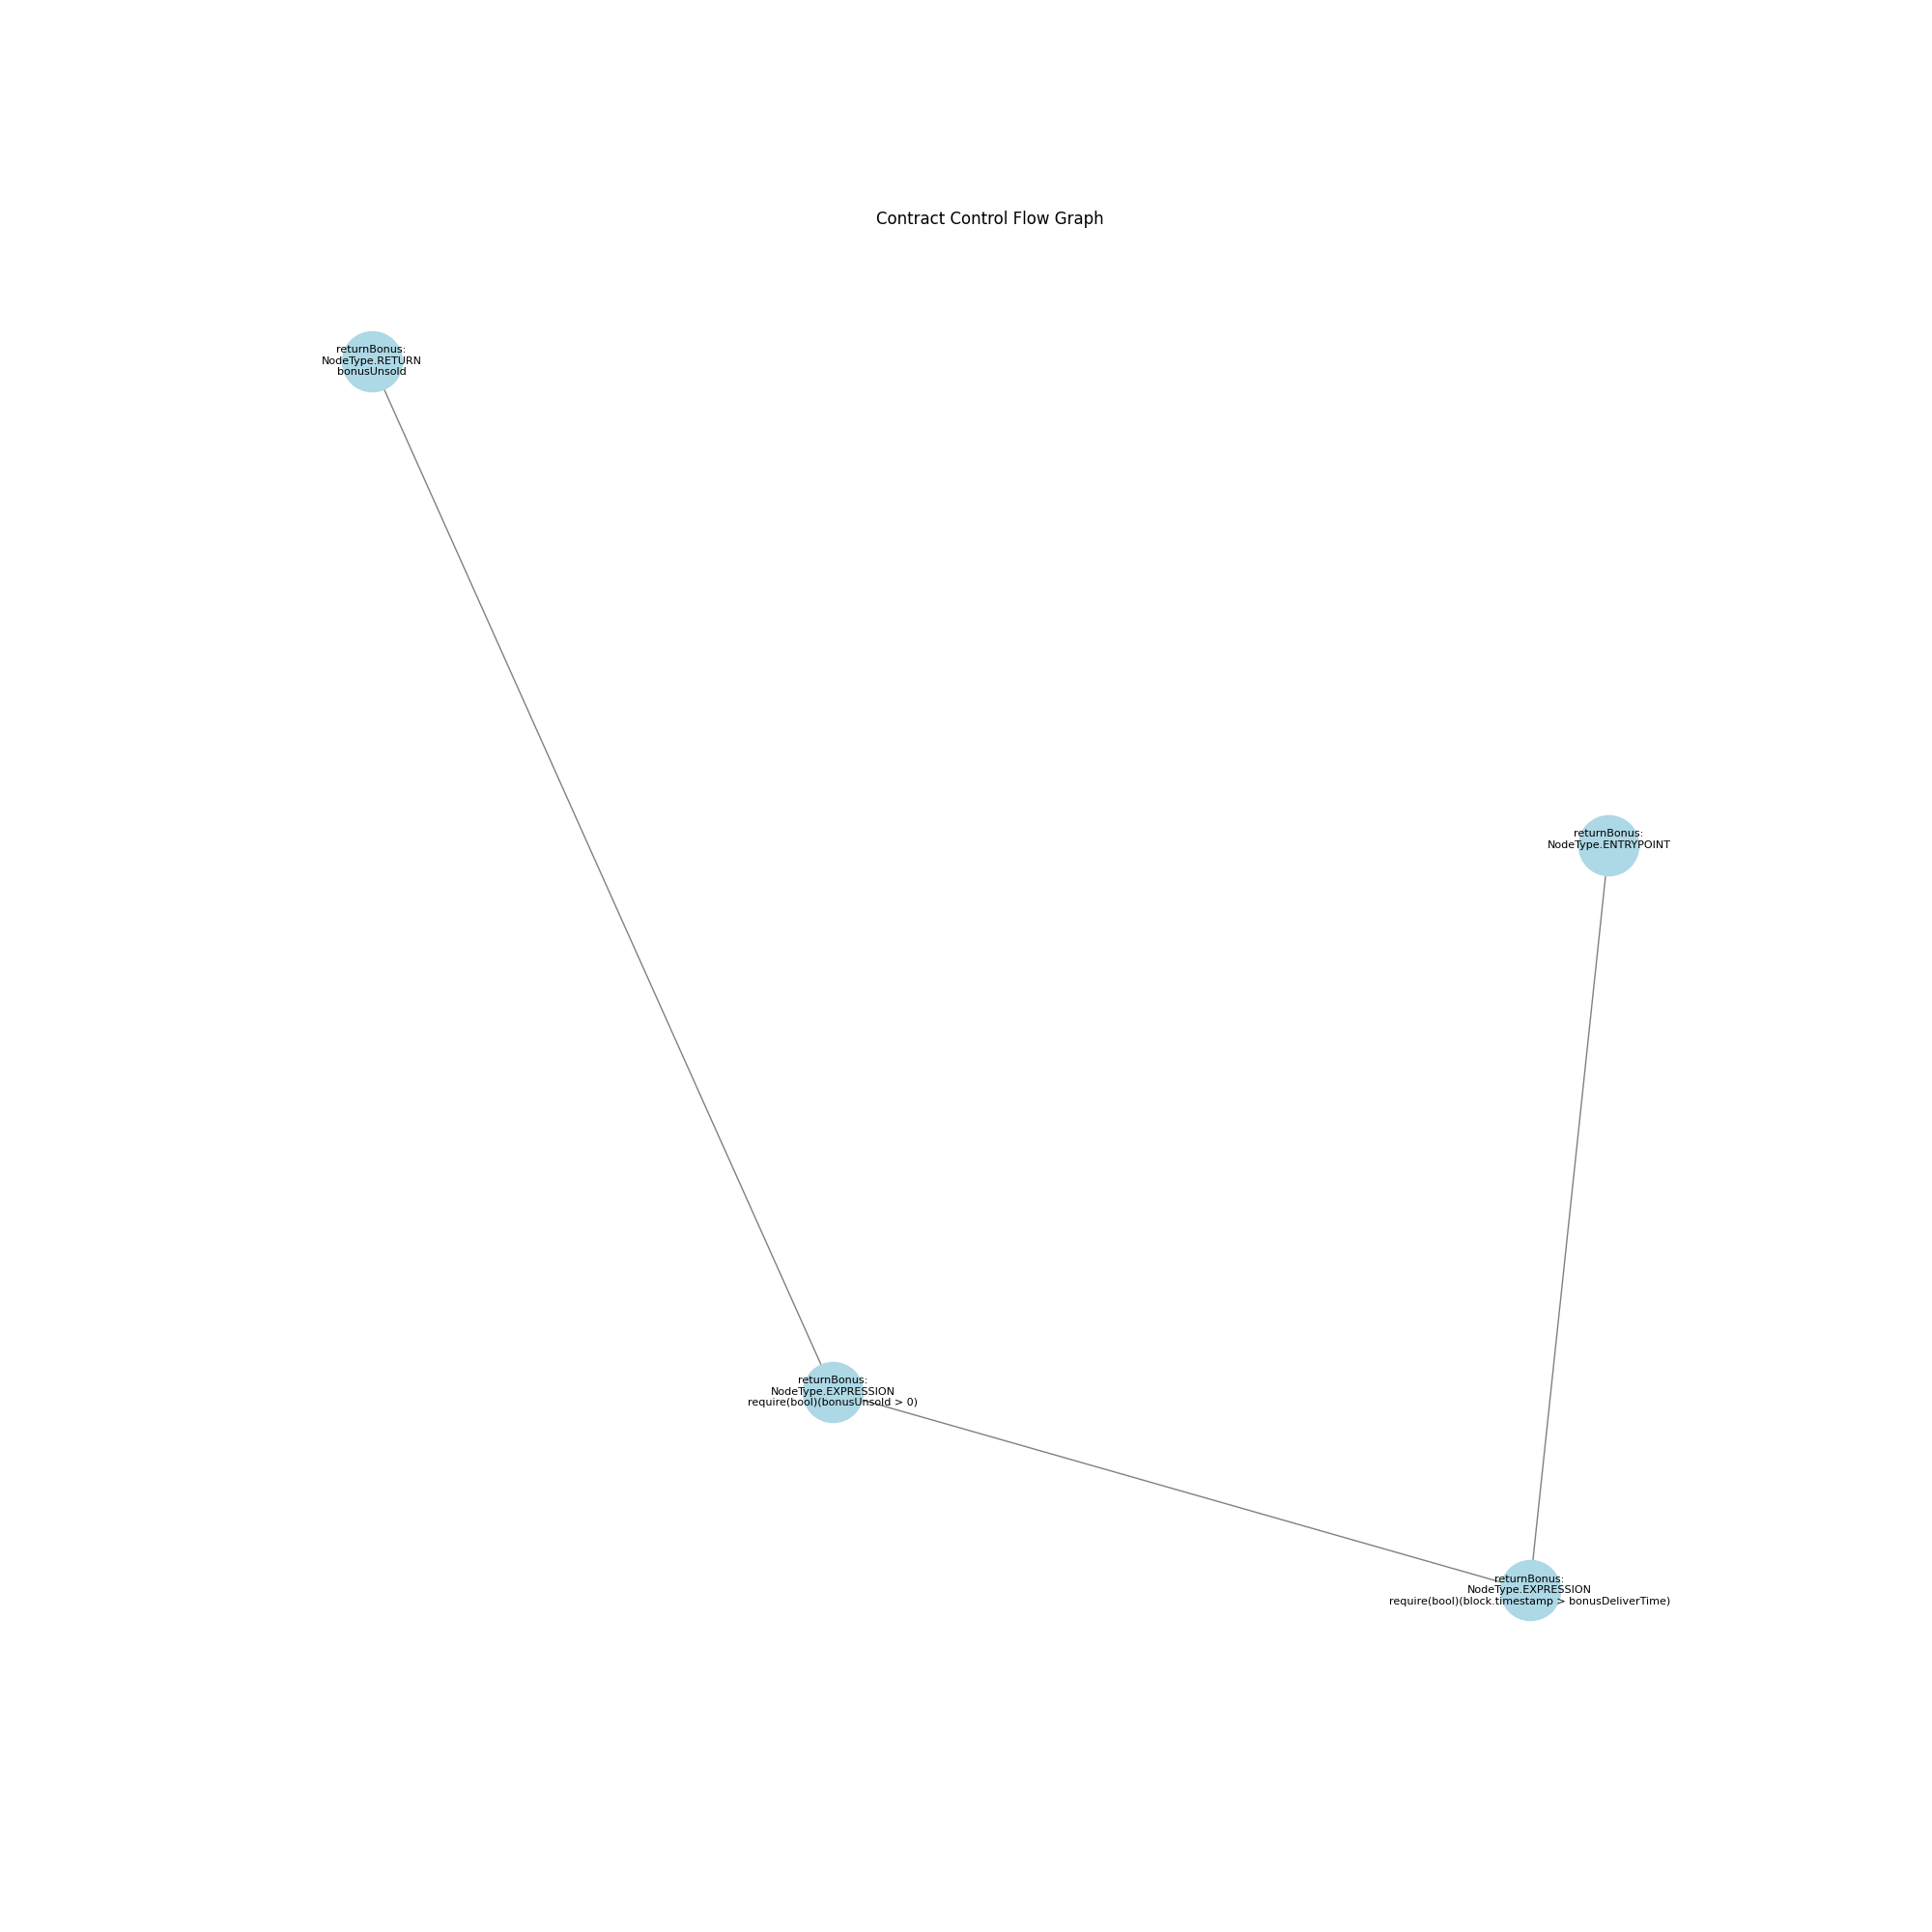 Contract Control Flow Graph
returnBonus:
NodeType.RETURN
bonusUnsold
returnBonus:
NodeType.ENTRYPOINT
returnBonus:
NodeType.EXPRESSION
require(bool)(bonusUnsold > 0)
returnBonus:
NodeType.EXPRESSION
require(bool)(block.timestamp > bonusDeliverTime)